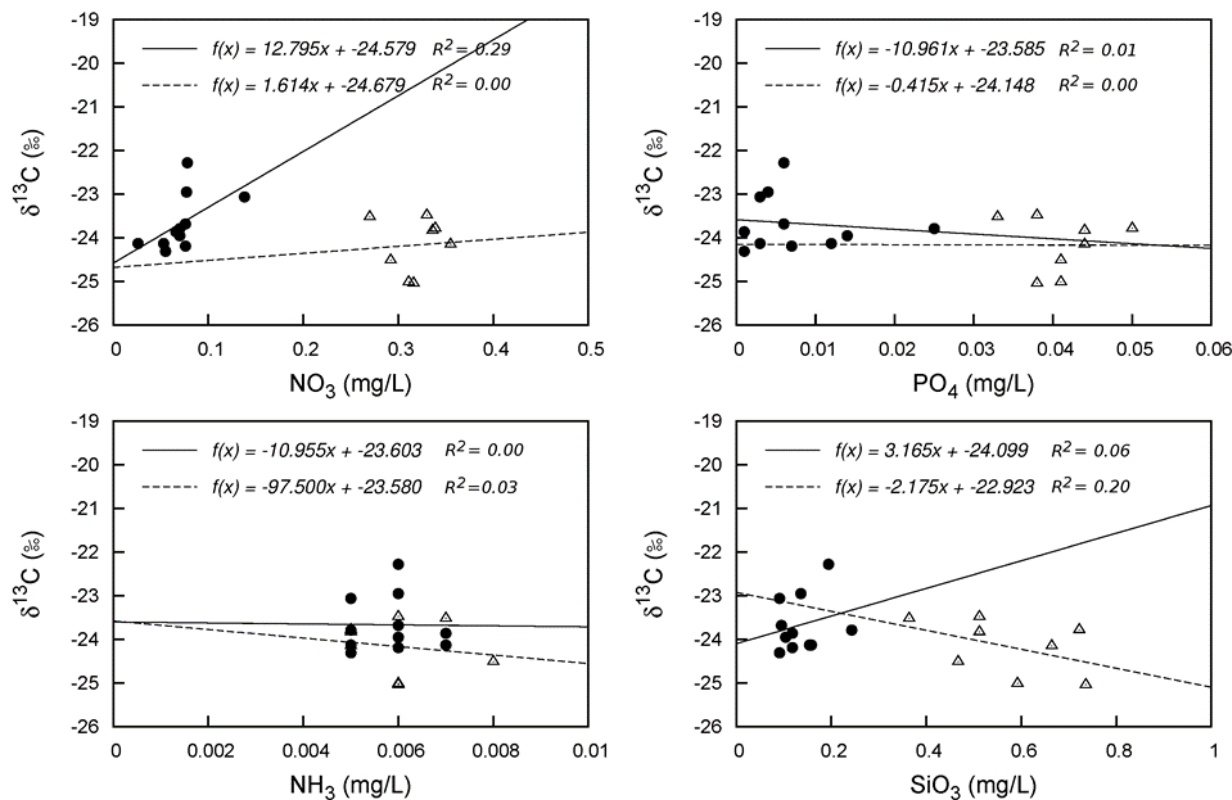 -19
-20
-21
-22
-23
-24
-25
-26
δ¹³C (‰)
f(x) = 12.795x + -24.579 R² = 0.29
f(x) = 1.614x + -24.679 R² = 0.00
0 0.1 0.2 0.3 0.4 0.5
NO₃ (mg/L)
-19
-20
-21
-22
-23
-24
-25
-26
δ¹³C (‰)
f(x) = -10.961x + -23.585 R² = 0.01
f(x) = -0.415x + -24.148 R² = 0.00
0 0.01 0.02 0.03 0.04 0.05 0.06
PO₄ (mg/L)
-19
-20
-21
-22
-23
-24
-25
-26
δ¹³C (‰)
f(x) = -10.955x + -23.603 R² = 0.00
f(x) = -97.500x + -23.580 R² = 0.03
0 0.002 0.004 0.006 0.008 0.01
NH₃ (mg/L)
-19
-20
-21
-22
-23
-24
-25
-26
δ¹³C (‰)
f(x) = 3.165x + -24.099 R² = 0.06
f(x) = -2.175x + -22.923 R² = 0.20
0 0.2 0.4 0.6 0.8 1
SiO₃ (mg/L)